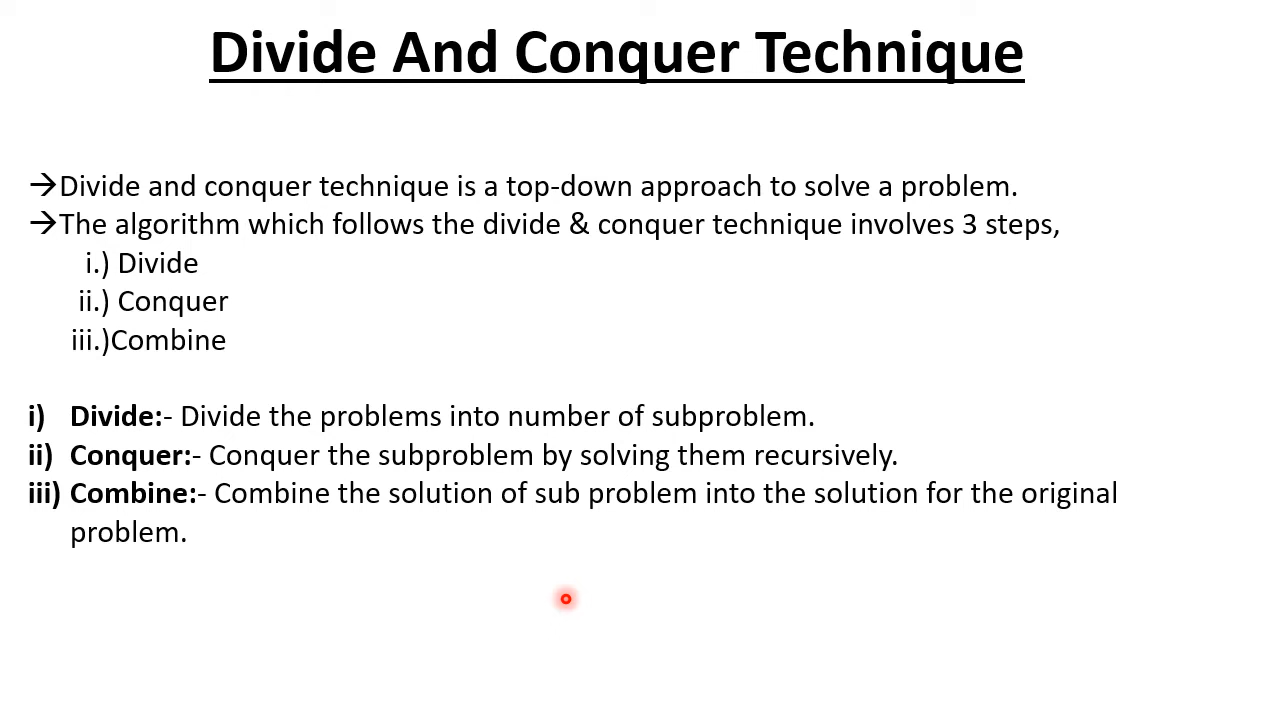 Divide And Conquer Technique
→Divide and conquer technique is a top-down approach to solve a problem.
→The algorithm which follows the divide & conquer technique involves 3 steps,
i.) Divide
ii.) Conquer
iii.)Combine
i) Divide:- Divide the problems into number of subproblem.
ii) Conquer:- Conquer the subproblem by solving them recursively.
iii) Combine:- Combine the solution of sub problem into the solution for the original
problem.